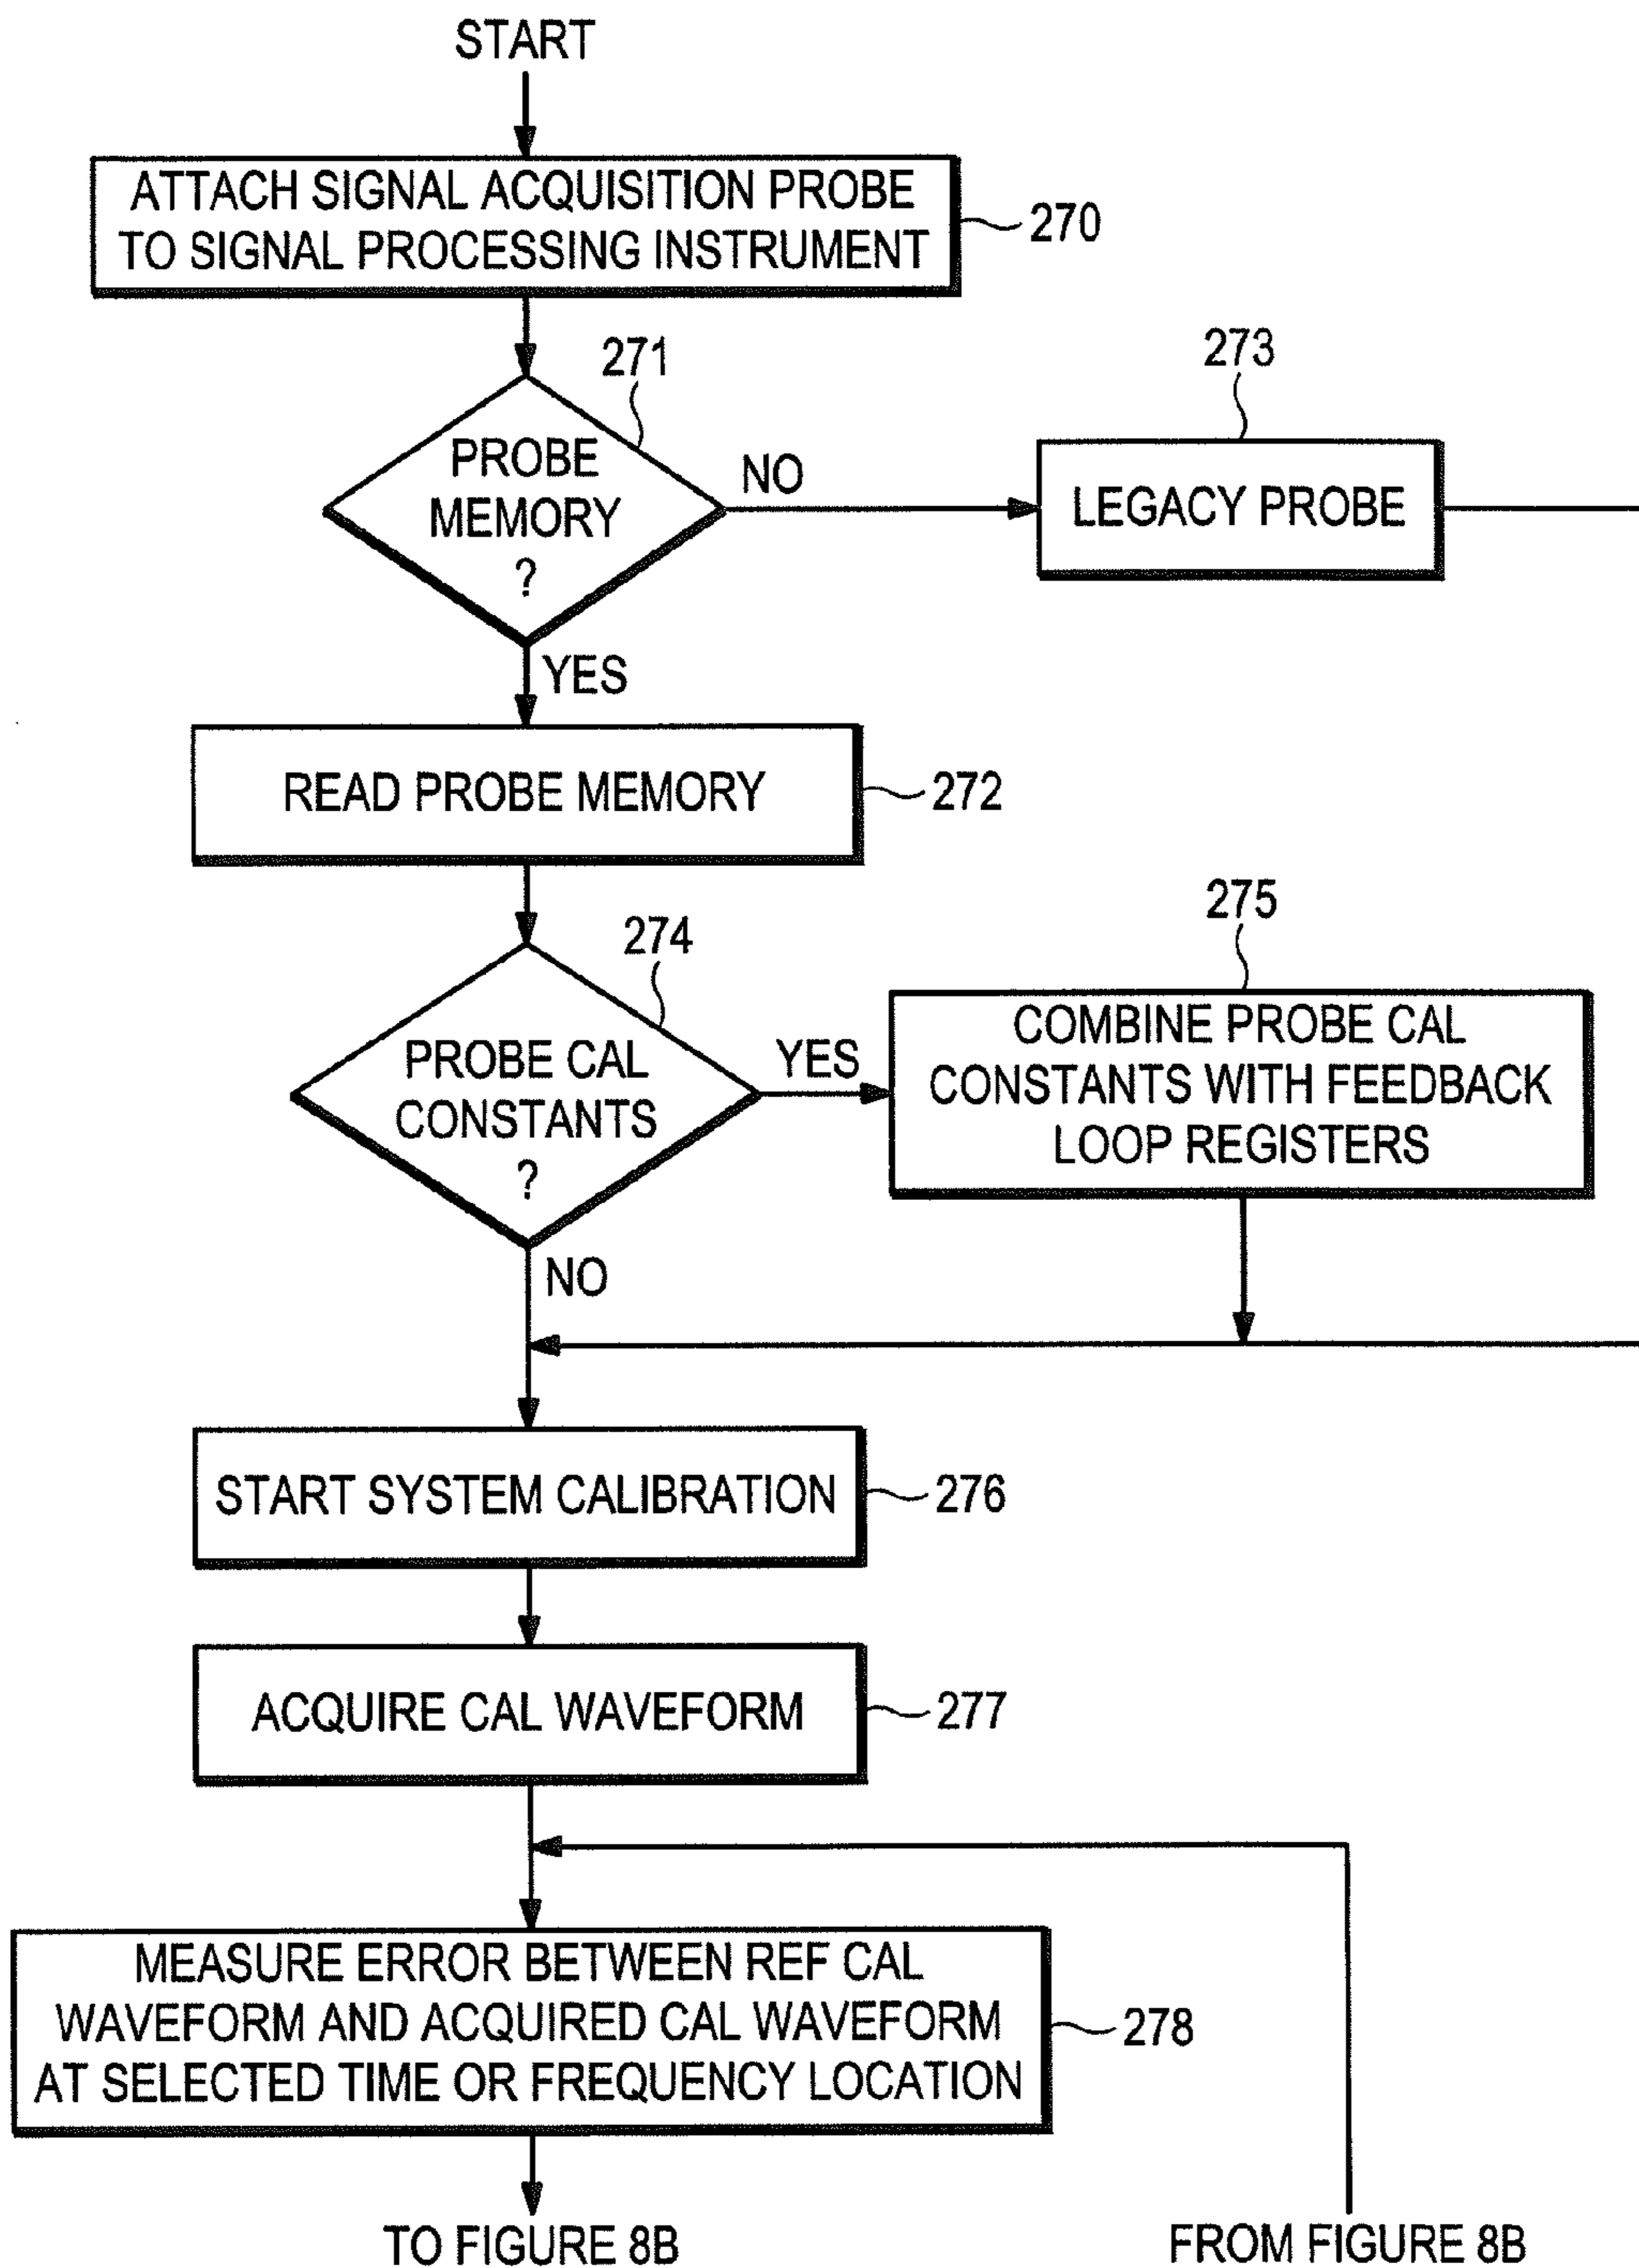 START
ATTACH SIGNAL ACQUISITION PROBE
TO SIGNAL PROCESSING INSTRUMENT
270
271
PROBE
MEMORY
?
NO
273
LEGACY PROBE
YES
READ PROBE MEMORY
272
274
PROBE CAL
CONSTANTS
?
YES
275
COMBINE PROBE CAL
CONSTANTS WITH FEEDBACK
LOOP REGISTERS
NO
START SYSTEM CALIBRATION
276
ACQUIRE CAL WAVEFORM
277
MEASURE ERROR BETWEEN REF CAL
WAVEFORM AND ACQUIRED CAL WAVEFORM
AT SELECTED TIME OR FREQUENCY LOCATION
278
TO FIGURE 8B
FROM FIGURE 8B